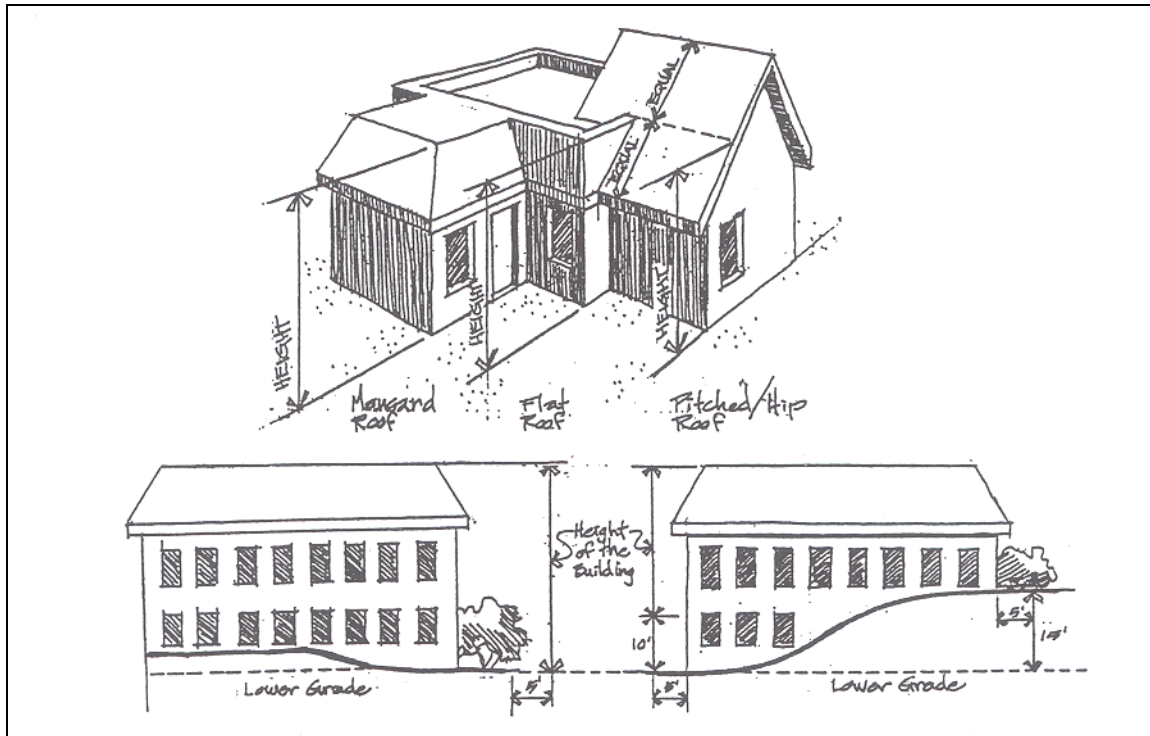 EQUAL
EQUAL
HEIGHT
HEIGHT
HEIGHT
Mansard
Roof
Flat
Roof
Pitched/Hip
Roof
Height
of the
Building
10'
5'
15'
Lower Grade
5'
5'
Lower Grade